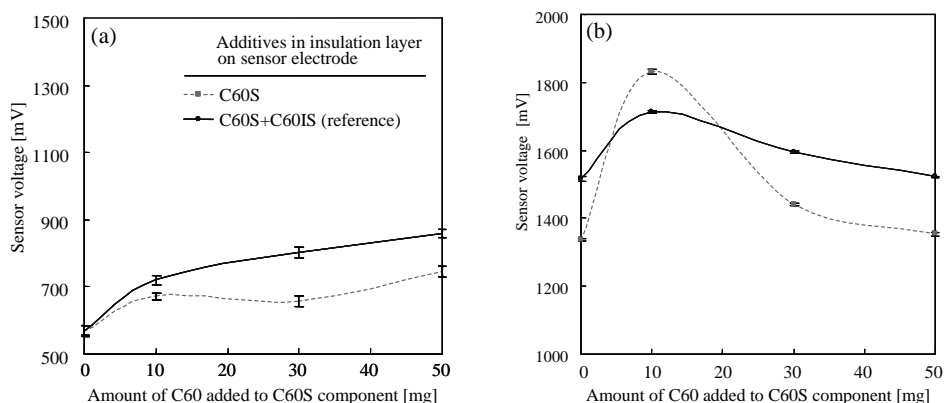 (a)
Additives in insulation layer
on sensor electrode
C60S
C60S+C60IS (reference)
1500
1300
1100
900
700
500
Sensor voltage [mV]
0 10 20 30 40 50
Amount of C60 added to C60S component [mg]
(b)
2000
1800
1600
1400
1200
1000
Sensor voltage [mV]
0 10 20 30 40 50
Amount of C60 added to C60S component [mg]